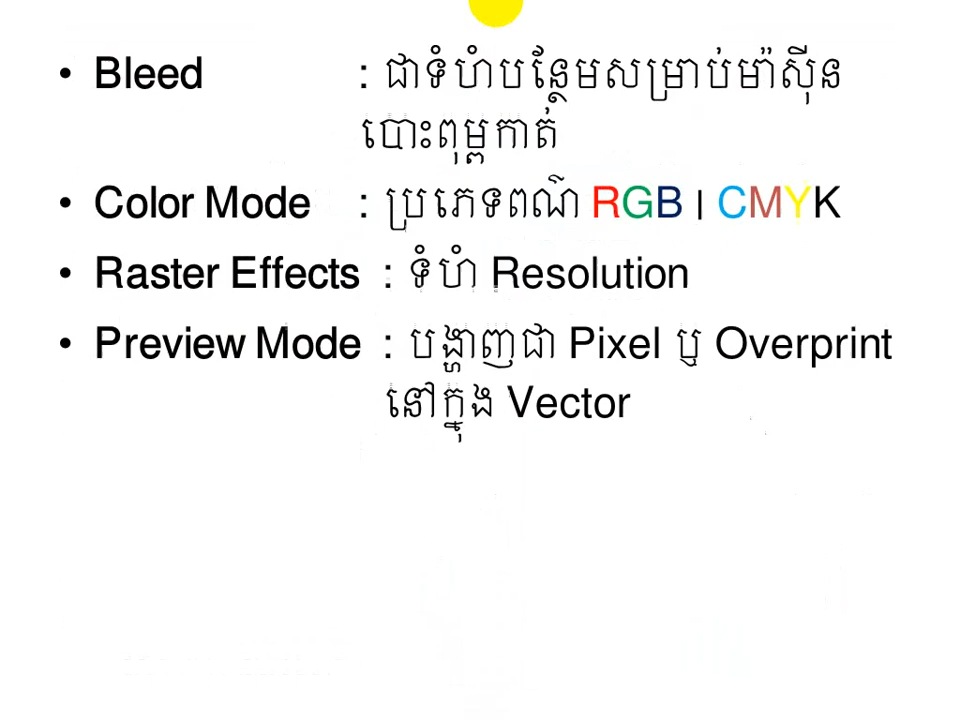 • Bleed : ជាទំហំបន្ថែមសម្រាប់ម៉ាស៊ីន
បោះពុម្ពកាត់
• Color Mode : ប្រភេទពណ៌ RGB | CMYK
• Raster Effects : ទំហំ Resolution
• Preview Mode : បង្ហាញជា Pixel ឬ Overprint
នៅក្នុង Vector